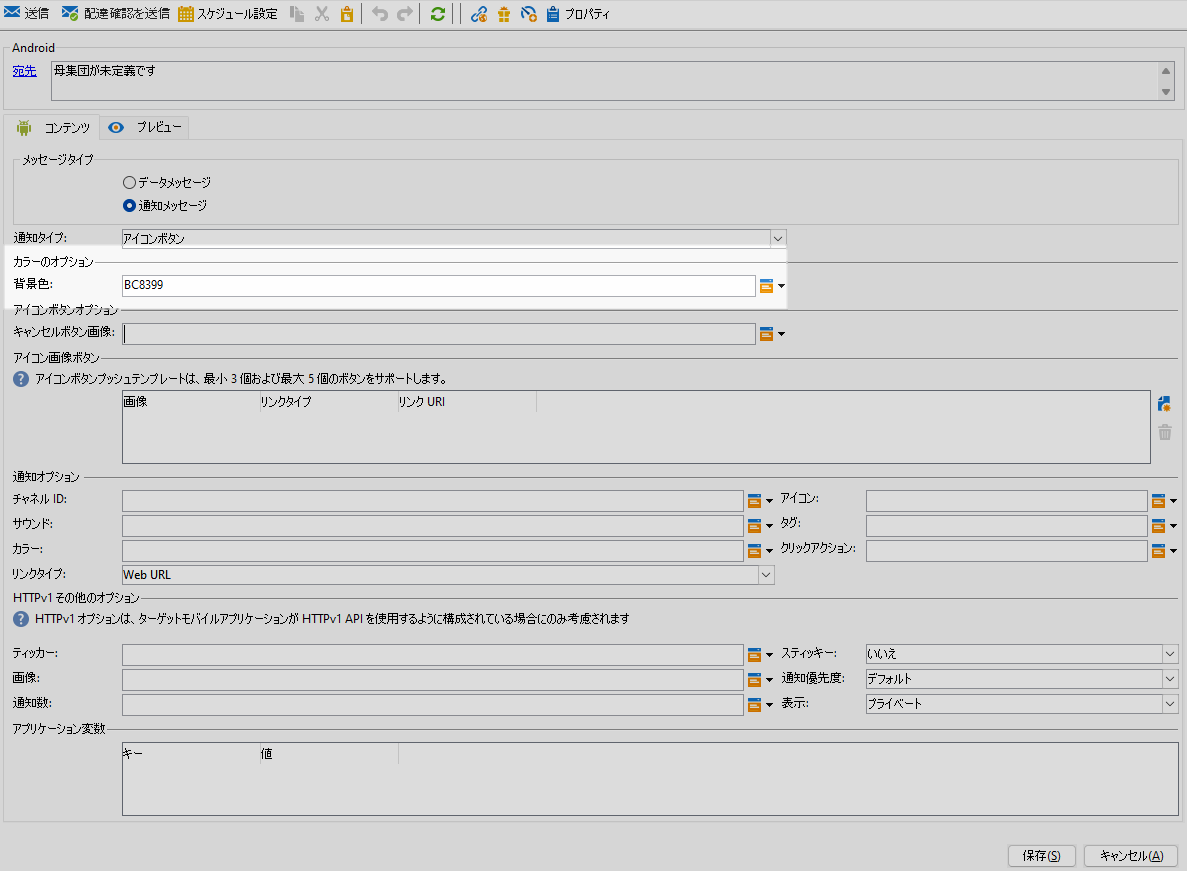 送信 配達確認を送信 スケジュール設定 プロパティ
Android
宛先 母集団が未定義です
コンテンツ プレビュー
メッセージタイプ
データメッセージ
通知メッセージ
通知タイプ: アイコンボタン
カラーのオプション
背景色: BC8399
アイコンボタンオプション
キャンセルボタン画像:
アイコン画像ボタン
アイコンボタンプッシュテンプレートは、最小 3 個および最大 5 個のボタンをサポートします。
画像 リンクタイプ リンク URI
通知オプション
チャネル ID: アイコン:
サウンド: タグ:
カラー: クリックアクション:
リンクタイプ: Web URL
HTTPv1 その他のオプション
HTTPv1 オプションは、ターゲットモバイルアプリケーションが HTTPv1 API を使用するように構成されている場合にのみ考慮されます
ティッカー: スティッキー: いいえ
画像: 通知優先度: デフォルト
通知数: 表示: プライベート
アプリケーション変数
キー 値
保存(S) キャンセル(A)